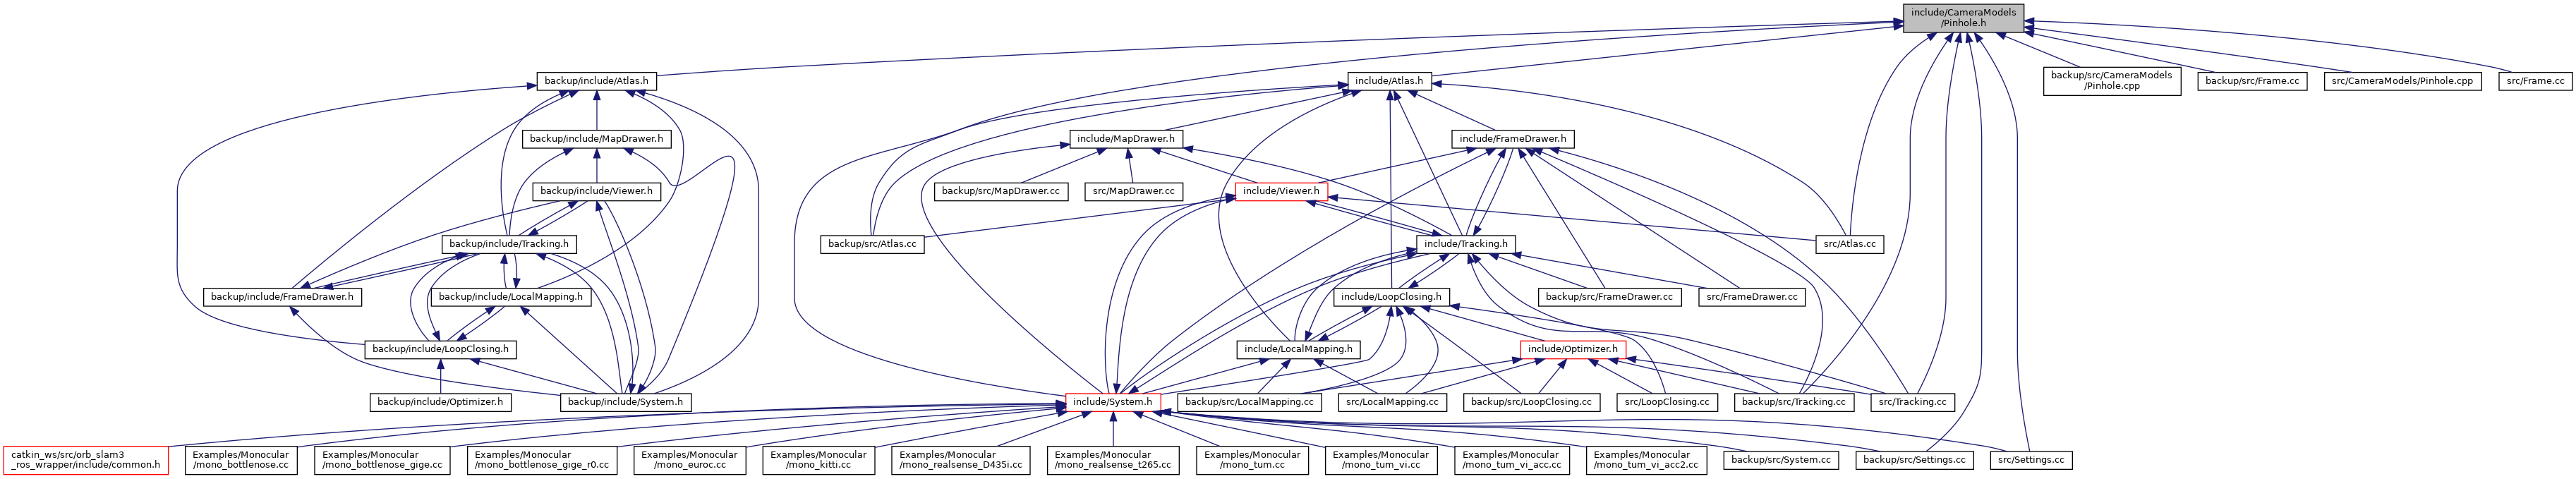 include/CameraModels
/Pinhole.h
backup/include/Atlas.h
include/Atlas.h
backup/src/CameraModels
/Pinhole.cpp
backup/src/Frame.cc
src/CameraModels/Pinhole.cpp
src/Frame.cc
backup/include/MapDrawer.h
include/MapDrawer.h
include/FrameDrawer.h
backup/include/Viewer.h
backup/src/MapDrawer.cc
src/MapDrawer.cc
include/Viewer.h
backup/include/Tracking.h
backup/src/Atlas.cc
include/Tracking.h
src/Atlas.cc
backup/include/FrameDrawer.h
backup/include/LocalMapping.h
include/LoopClosing.h
backup/src/FrameDrawer.cc
src/FrameDrawer.cc
backup/include/LoopClosing.h
include/LocalMapping.h
include/Optimizer.h
backup/include/Optimizer.h
backup/include/System.h
include/System.h
backup/src/LocalMapping.cc
src/LocalMapping.cc
backup/src/LoopClosing.cc
src/LoopClosing.cc
backup/src/Tracking.cc
src/Tracking.cc
catkin_ws/src/orb_slam3
_ros_wrapper/include/common.h
Examples/Monocular
/mono_bottlenose.cc
Examples/Monocular
/mono_bottlenose_gige.cc
Examples/Monocular
/mono_bottlenose_gige_r0.cc
Examples/Monocular
/mono_euroc.cc
Examples/Monocular
/mono_kitti.cc
Examples/Monocular
/mono_realsense_D435i.cc
Examples/Monocular
/mono_realsense_t265.cc
Examples/Monocular
/mono_tum.cc
Examples/Monocular
/mono_tum_vi.cc
Examples/Monocular
/mono_tum_vi_acc.cc
Examples/Monocular
/mono_tum_vi_acc2.cc
backup/src/System.cc
backup/src/Settings.cc
src/Settings.cc